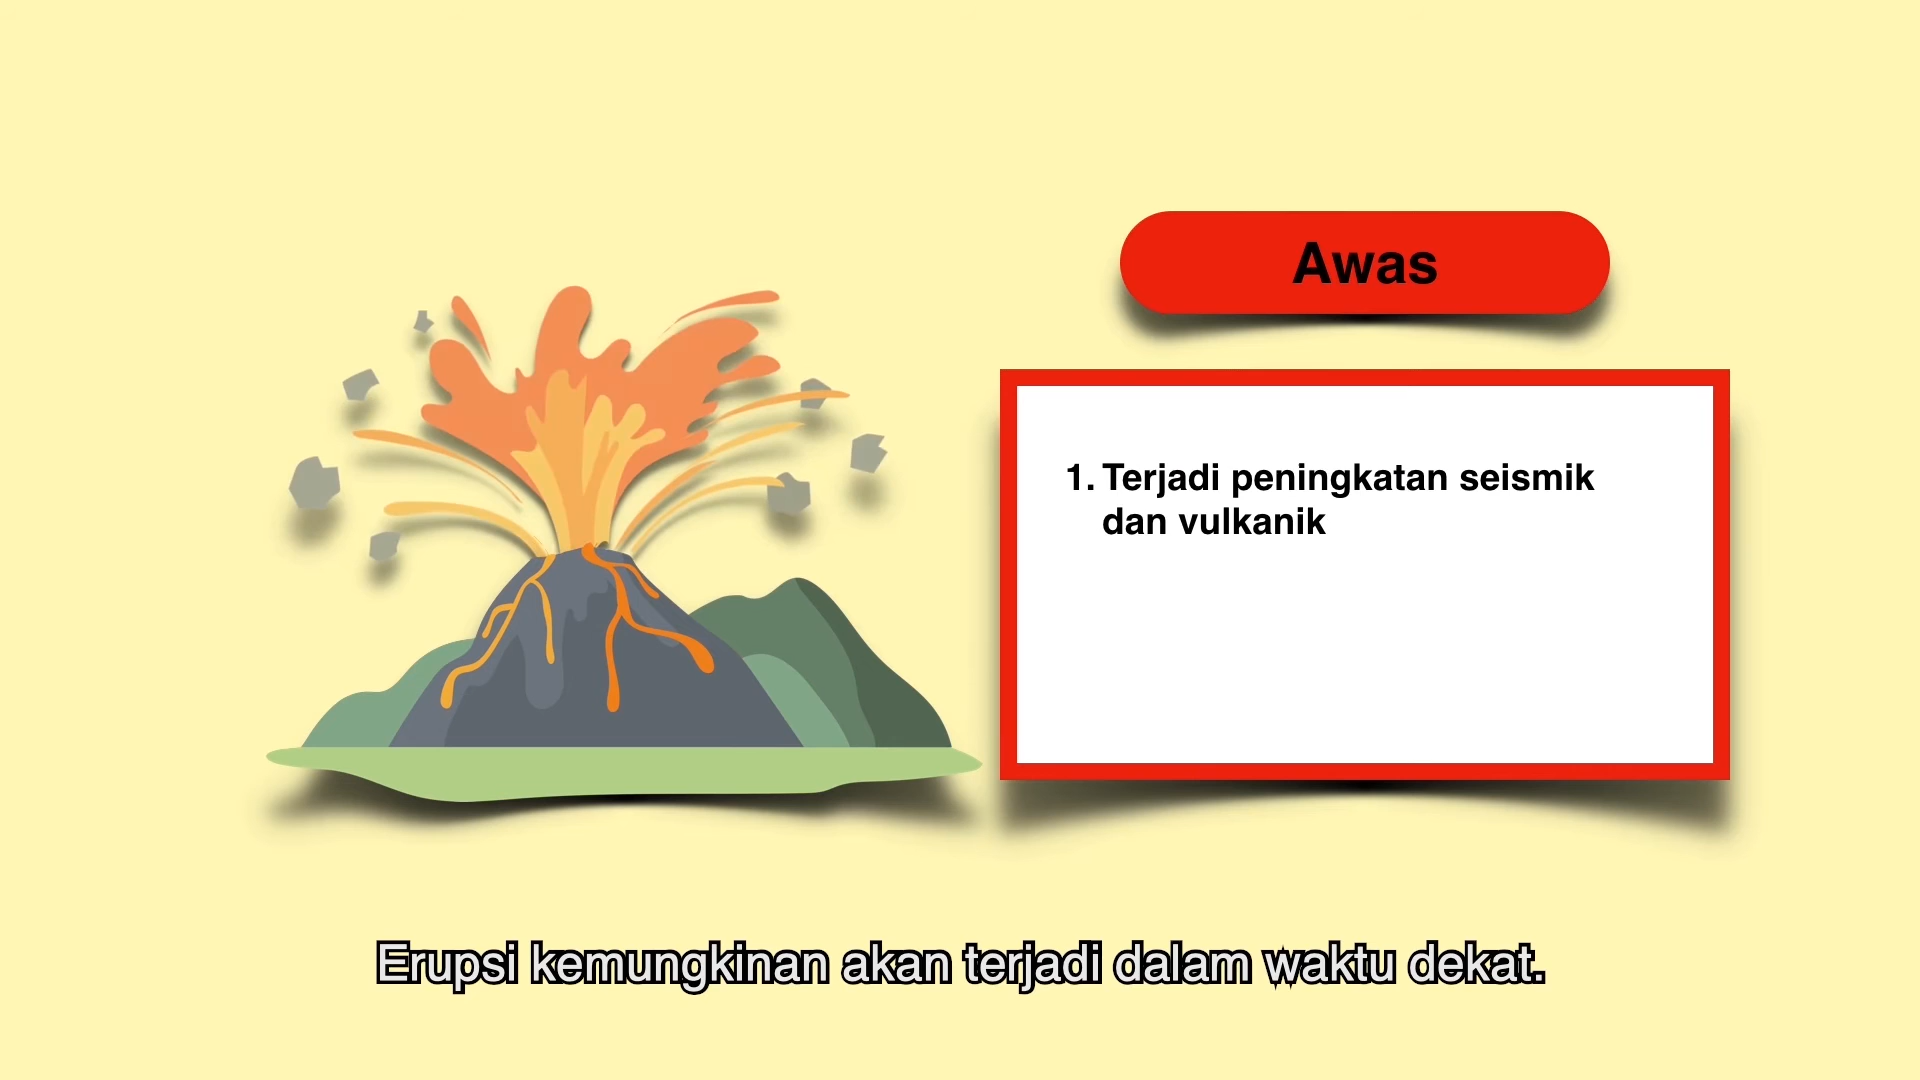 Awas
1. Terjadi peningkatan seismik
dan vulkanik
Erupsi kemungkinan akan terjadi dalam waktu dekat.